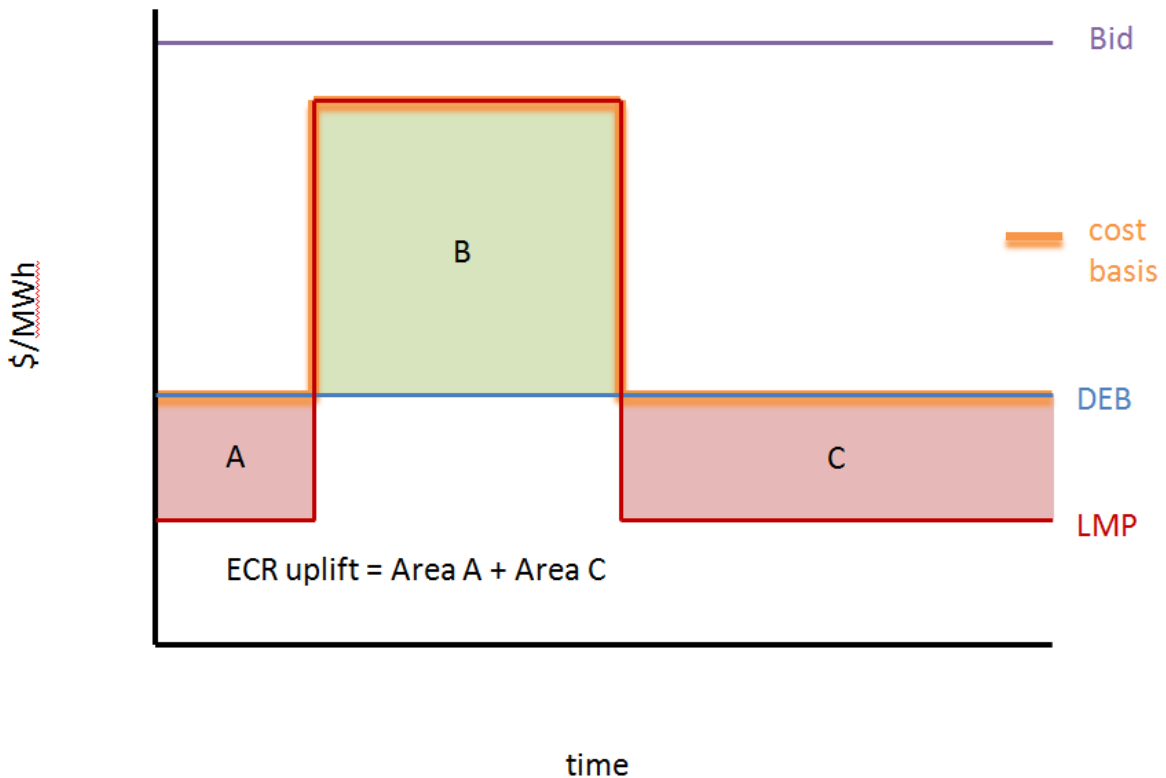 Bid
B
cost
basis
$/MWh
DEB
A
C
LMP
ECR uplift = Area A + Area C
time